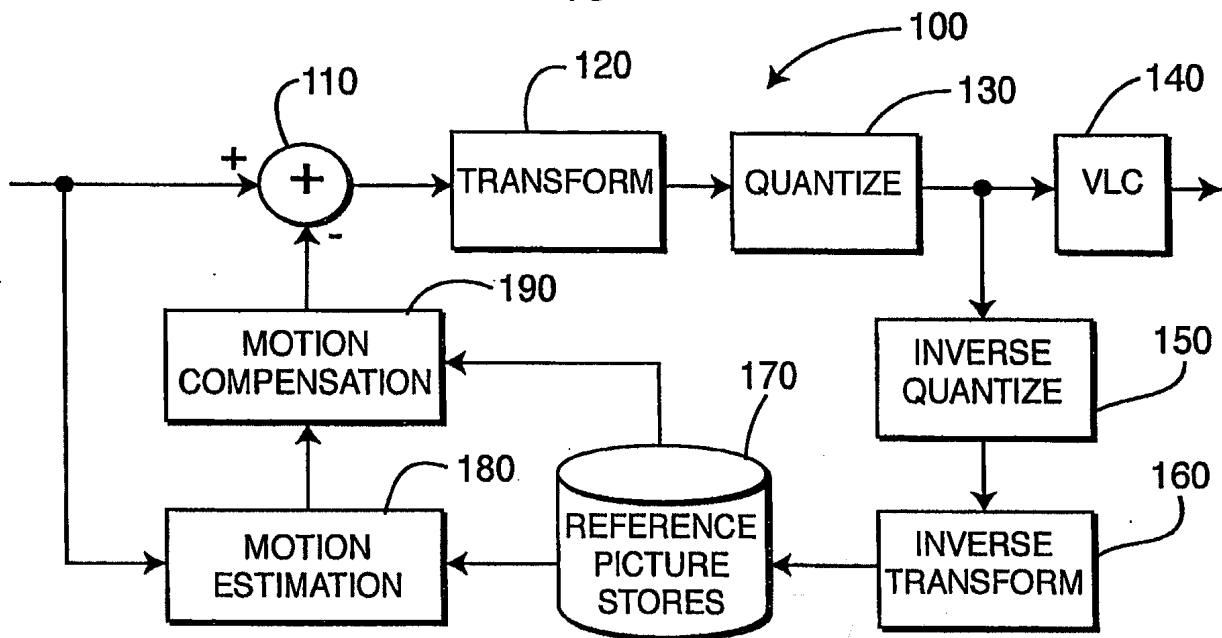 100
110
120
130
140
+
+
TRANSFORM
QUANTIZE
VLC
-
190
MOTION
COMPENSATION
INVERSE
QUANTIZE
150
170
180
160
MOTION
ESTIMATION
REFERENCE
PICTURE
STORES
INVERSE
TRANSFORM